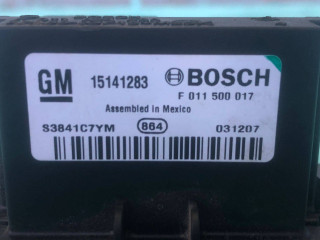 GM 15141283 BOSCH
F 011 500 017
Assembled in Mexico
S3841C7YM 864 031207